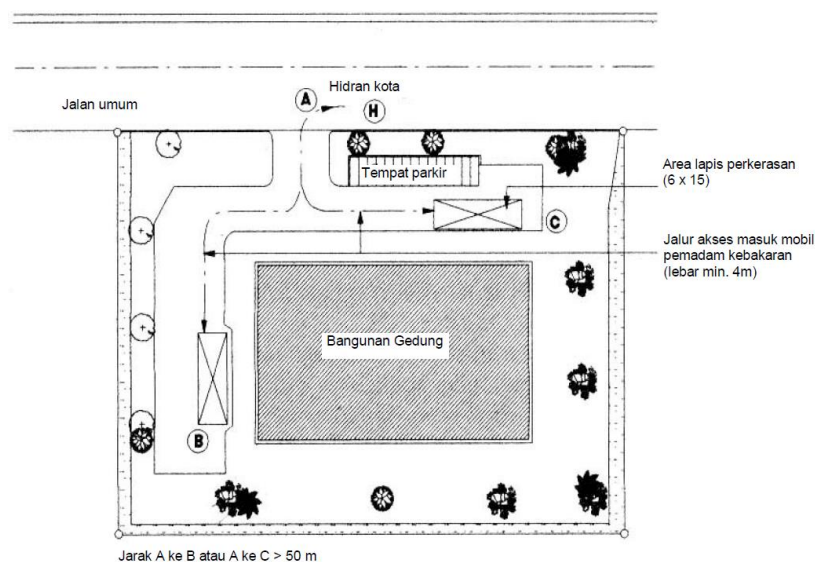 Hidran kota
Jalan umum
A
H
Tempat parkir
Area lapis perkerasan
(6 x 15)
C
Jalur akses masuk mobil
pemadam kebakaran
(lebar min. 4m)
Bangunan Gedung
B
Jarak A ke B atau A ke C > 50 m